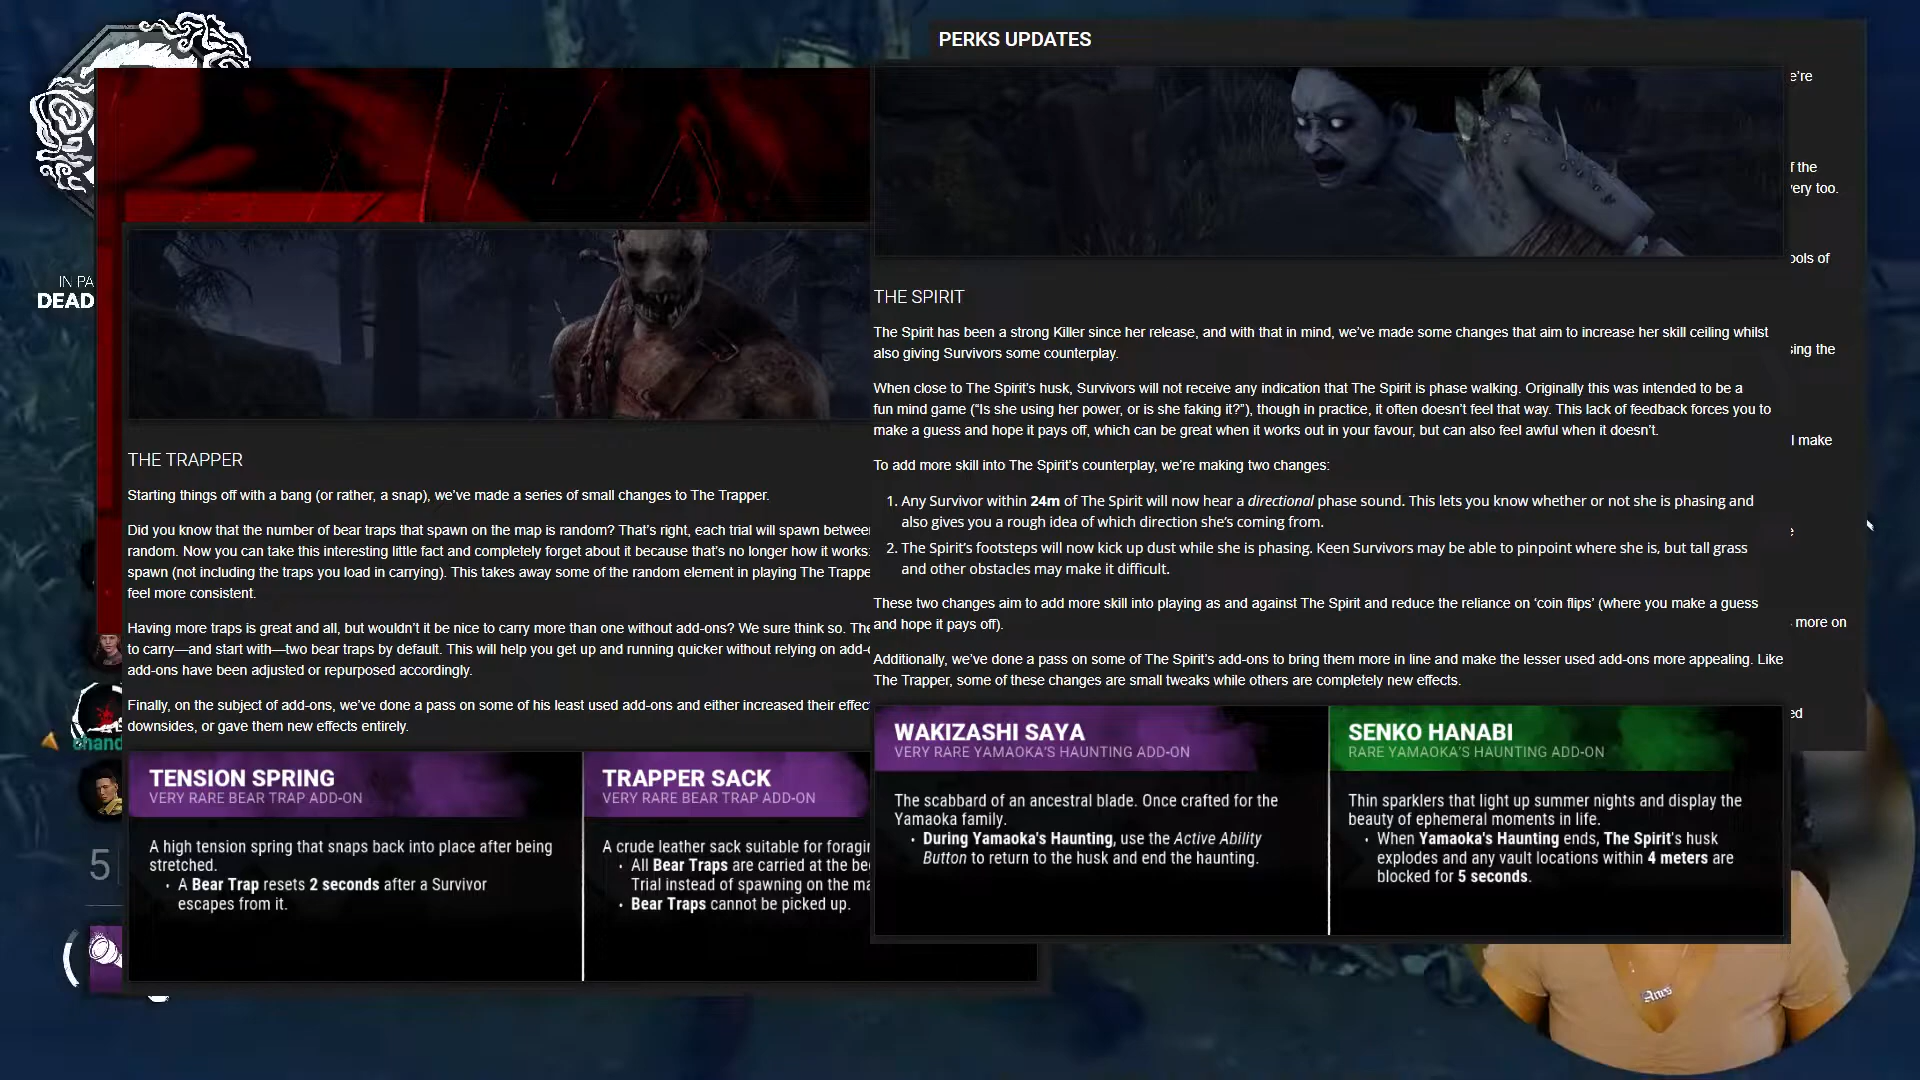 PERKS UPDATES
e're
f the
very too.
ools of
sing the
l make
e
more on
ed
IN PA
DEAD
THE TRAPPER
Starting things off with a bang (or rather, a snap), we've made a series of small changes to The Trapper.
Did you know that the number of bear traps that spawn on the map is random? That's right, each trial will spawn between
random. Now you can take this interesting little fact and completely forget about it because that's no longer how it works:
spawn (not including the traps you load in carrying). This takes away some of the random element in playing The Trappe
feel more consistent.
Having more traps is great and all, but wouldn't it be nice to carry more than one without add-ons? We sure think so. The
to carry—and start with—two bear traps by default. This will help you get up and running quicker without relying on add-o
add-ons have been adjusted or repurposed accordingly.
Finally, on the subject of add-ons, we've done a pass on some of his least used add-ons and either increased their effec
downsides, or gave them new effects entirely.
TENSION SPRING
VERY RARE BEAR TRAP ADD-ON
A high tension spring that snaps back into place after being
stretched.
• A Bear Trap resets 2 seconds after a Survivor
escapes from it.
TRAPPER SACK
VERY RARE BEAR TRAP ADD-ON
A crude leather sack suitable for foragin
• All Bear Traps are carried at the be
Trial instead of spawning on the ma
• Bear Traps cannot be picked up.
THE SPIRIT
The Spirit has been a strong Killer since her release, and with that in mind, we've made some changes that aim to increase her skill ceiling whilst
also giving Survivors some counterplay.
When close to The Spirit's husk, Survivors will not receive any indication that The Spirit is phase walking. Originally this was intended to be a
fun mind game ("Is she using her power, or is she faking it?"), though in practice, it often doesn't feel that way. This lack of feedback forces you to
make a guess and hope it pays off, which can be great when it works out in your favour, but can also feel awful when it doesn't.
To add more skill into The Spirit's counterplay, we're making two changes:
1. Any Survivor within 24m of The Spirit will now hear a directional phase sound. This lets you know whether or not she is phasing and
also gives you a rough idea of which direction she's coming from.
2. The Spirit's footsteps will now kick up dust while she is phasing. Keen Survivors may be able to pinpoint where she is, but tall grass
and other obstacles may make it difficult.
These two changes aim to add more skill into playing as and against The Spirit and reduce the reliance on 'coin flips' (where you make a guess
and hope it pays off).
Additionally, we've done a pass on some of The Spirit's add-ons to bring them more in line and make the lesser used add-ons more appealing. Like
The Trapper, some of these changes are small tweaks while others are completely new effects.
WAKIZASHI SAYA
VERY RARE YAMAOKA'S HAUNTING ADD-ON
The scabbard of an ancestral blade. Once crafted for the
Yamaoka family.
• During Yamaoka's Haunting, use the Active Ability
Button to return to the husk and end the haunting.
SENKO HANABI
RARE YAMAOKA'S HAUNTING ADD-ON
Thin sparklers that light up summer nights and display the
beauty of ephemeral moments in life.
• When Yamaoka's Haunting ends, The Spirit's husk
explodes and any vault locations within 4 meters are
blocked for 5 seconds.
chand
5
Ares